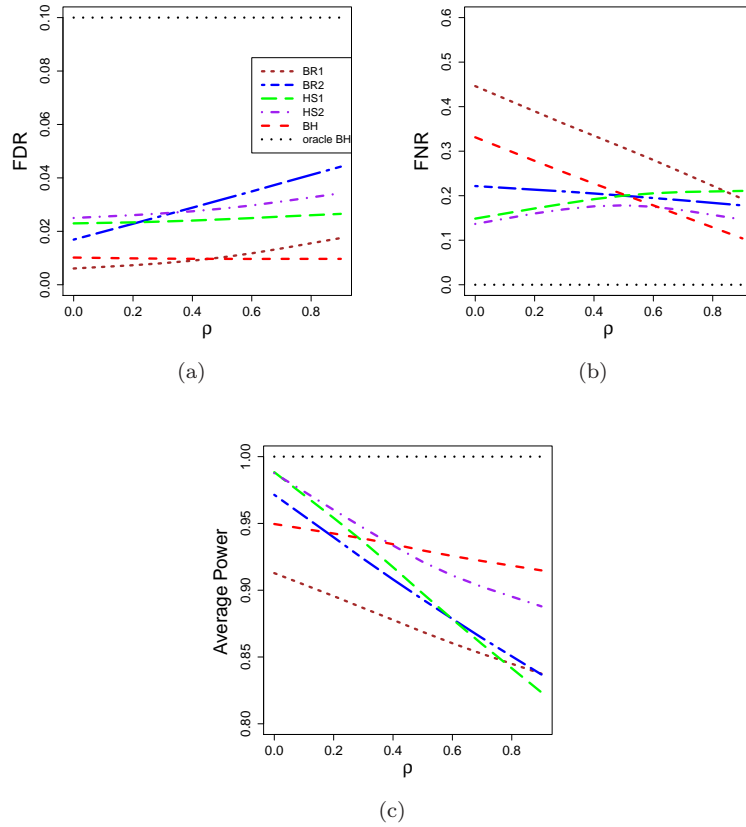 0.00 0.02 0.04 0.06 0.08 0.10
FDR
BR1
BR2
HS1
HS2
BH
oracle BH
0.0 0.2 0.4 0.6 0.8
ρ
(a)
0.0 0.1 0.2 0.3 0.4 0.5 0.6
FNR
0.0 0.2 0.4 0.6 0.8
ρ
(b)
0.80 0.85 0.90 0.95 1.00
Average Power
0.0 0.2 0.4 0.6 0.8
ρ
(c)